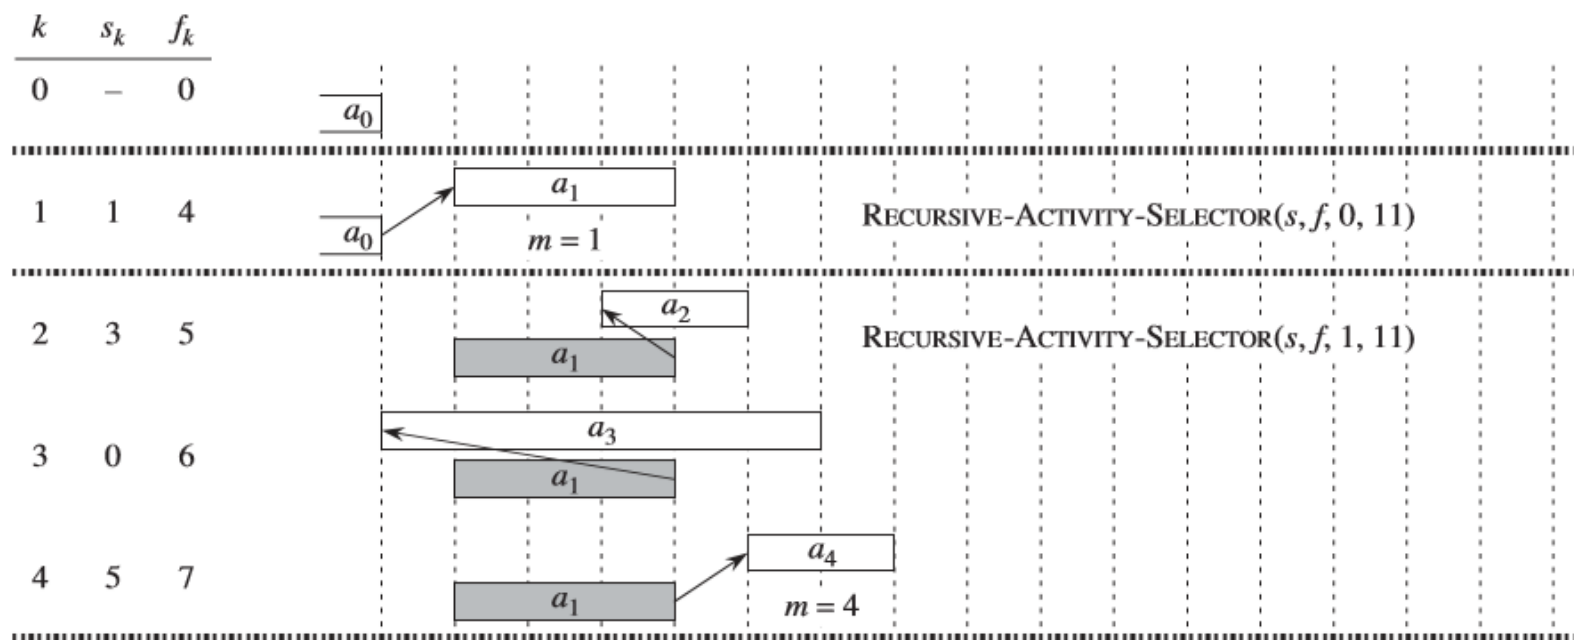 k s_k f_k
0 – 0 a_0
a_1
1 1 4 a_0 m = 1 RECURSIVE-ACTIVITY-SELECTOR(s, f, 0, 11)
a_2
2 3 5 a_1 RECURSIVE-ACTIVITY-SELECTOR(s, f, 1, 11)
a_3
3 0 6 a_1
a_4
4 5 7 a_1 m = 4